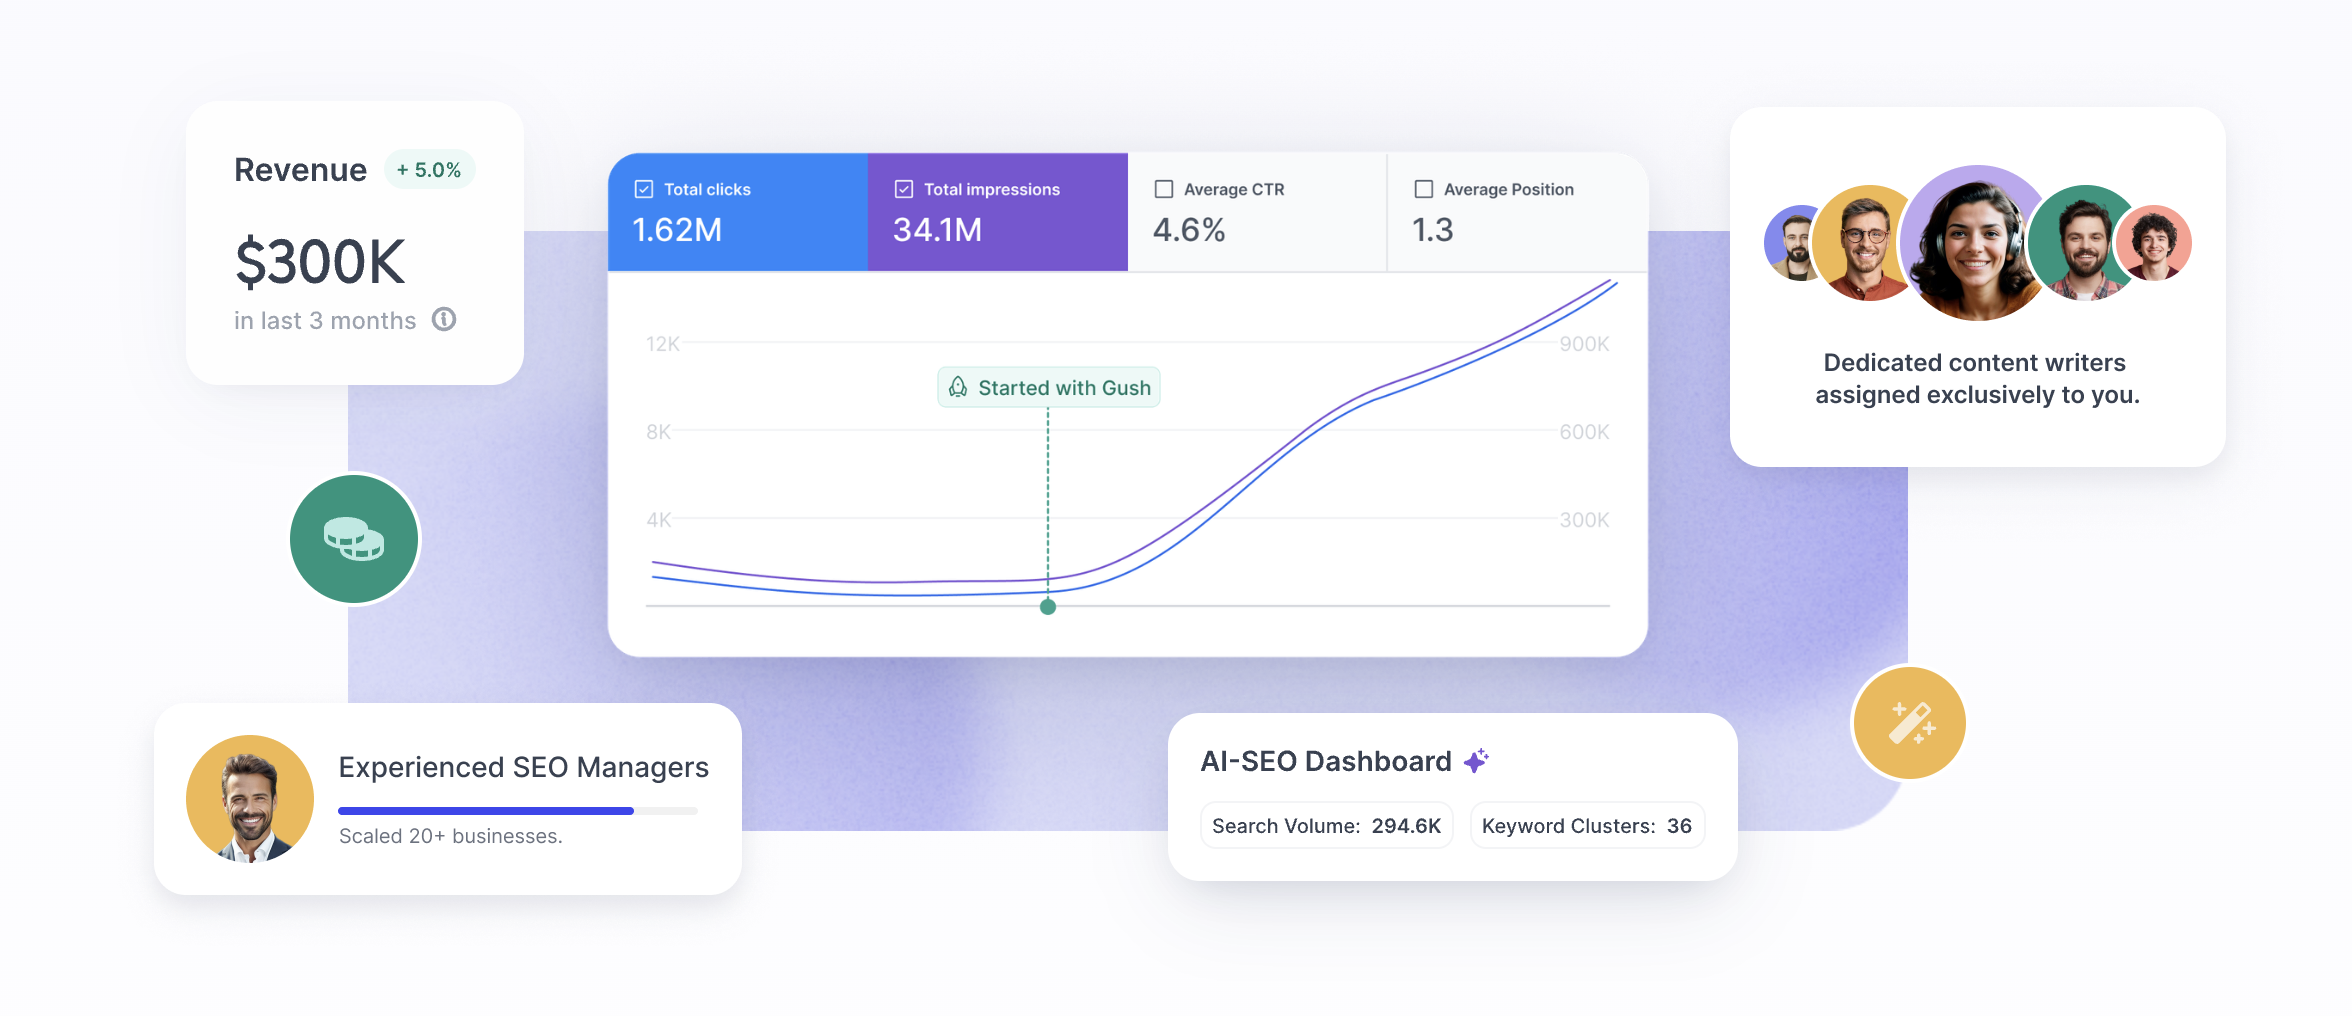 Revenue
+ 5.0%
$300K
in last 3 months
Total clicks
1.62M
Total impressions
34.1M
Average CTR
4.6%
Average Position
1.3
12K
900K
Started with Gush
8K
600K
4K
300K
Dedicated content writers
assigned exclusively to you.
Experienced SEO Managers
Scaled 20+ businesses.
AI-SEO Dashboard
Search Volume: 294.6K
Keyword Clusters: 36